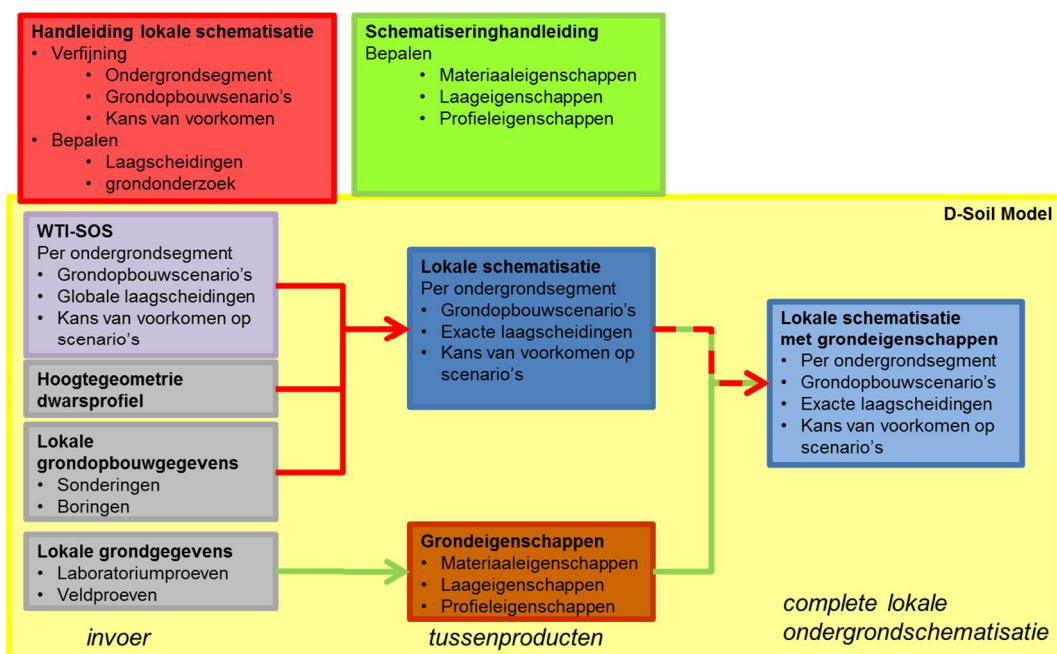 Handleiding lokale schematisatie
• Verfijning
• Ondergrondsegment
• Grondopbouwsenario's
• Kans van voorkomen
• Bepalen
• Laagscheidingen
• grondonderzoek
Schematiseringhandleiding
Bepalen
• Materiaaleigenschappen
• Laageigenschappen
• Profieleigenschappen
D-Soil Model
WTI-SOS
Per ondergrondsegment
• Grondopbouwscenario's
• Globale laagscheidingen
• Kans van voorkomen op
scenario's
Hoogtegeometrie
dwarsprofiel
Lokale
grondopbouwgegevens
• Sonderingen
• Boringen
Lokale grondgegevens
• Laboratoriumproeven
• Veldproeven
invoer
Lokale schematisatie
Per ondergrondsegment
• Grondopbouwscenario's
• Exacte laagscheidingen
• Kans van voorkomen op
scenario's
Grondeigenschappen
• Materiaaleigenschappen
• Laageigenschappen
• Profieleigenschappen
tussenproducten
Lokale schematisatie
met grondeigenschappen
• Per ondergrondsegment
• Grondopbouwscenario's
• Exacte laagscheidingen
• Kans van voorkomen op
scenario's
complete lokale
ondergrondschematisatie